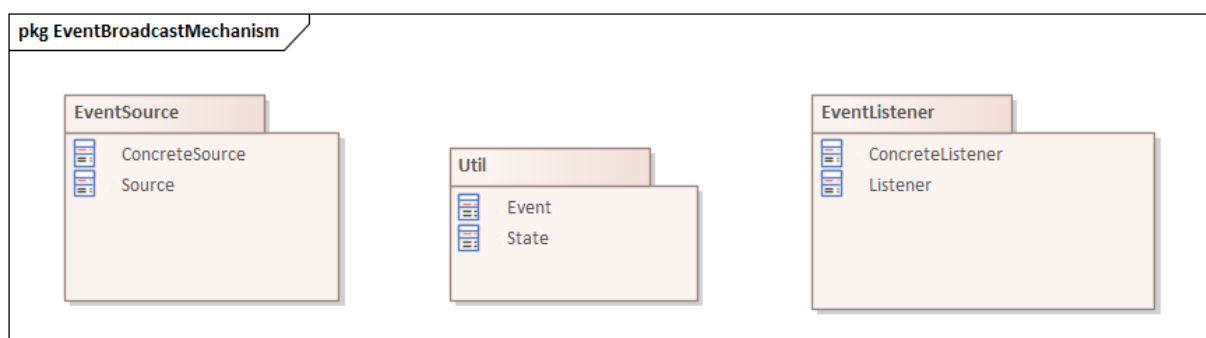 pkg EventBroadcastMechanism
EventSource
ConcreteSource
Source
Util
Event
State
EventListener
ConcreteListener
Listener